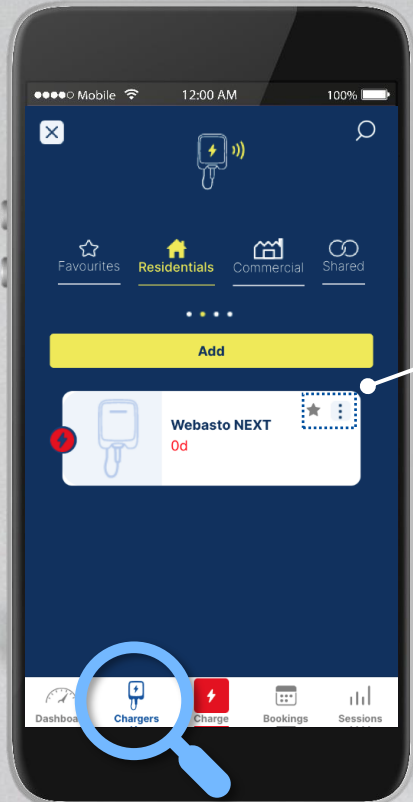 Mobile 12:00 AM 100%
Favourites Residentials Commercial Shared
Add
Webasto NEXT
0d
Chargers Charge Bookings Sessions